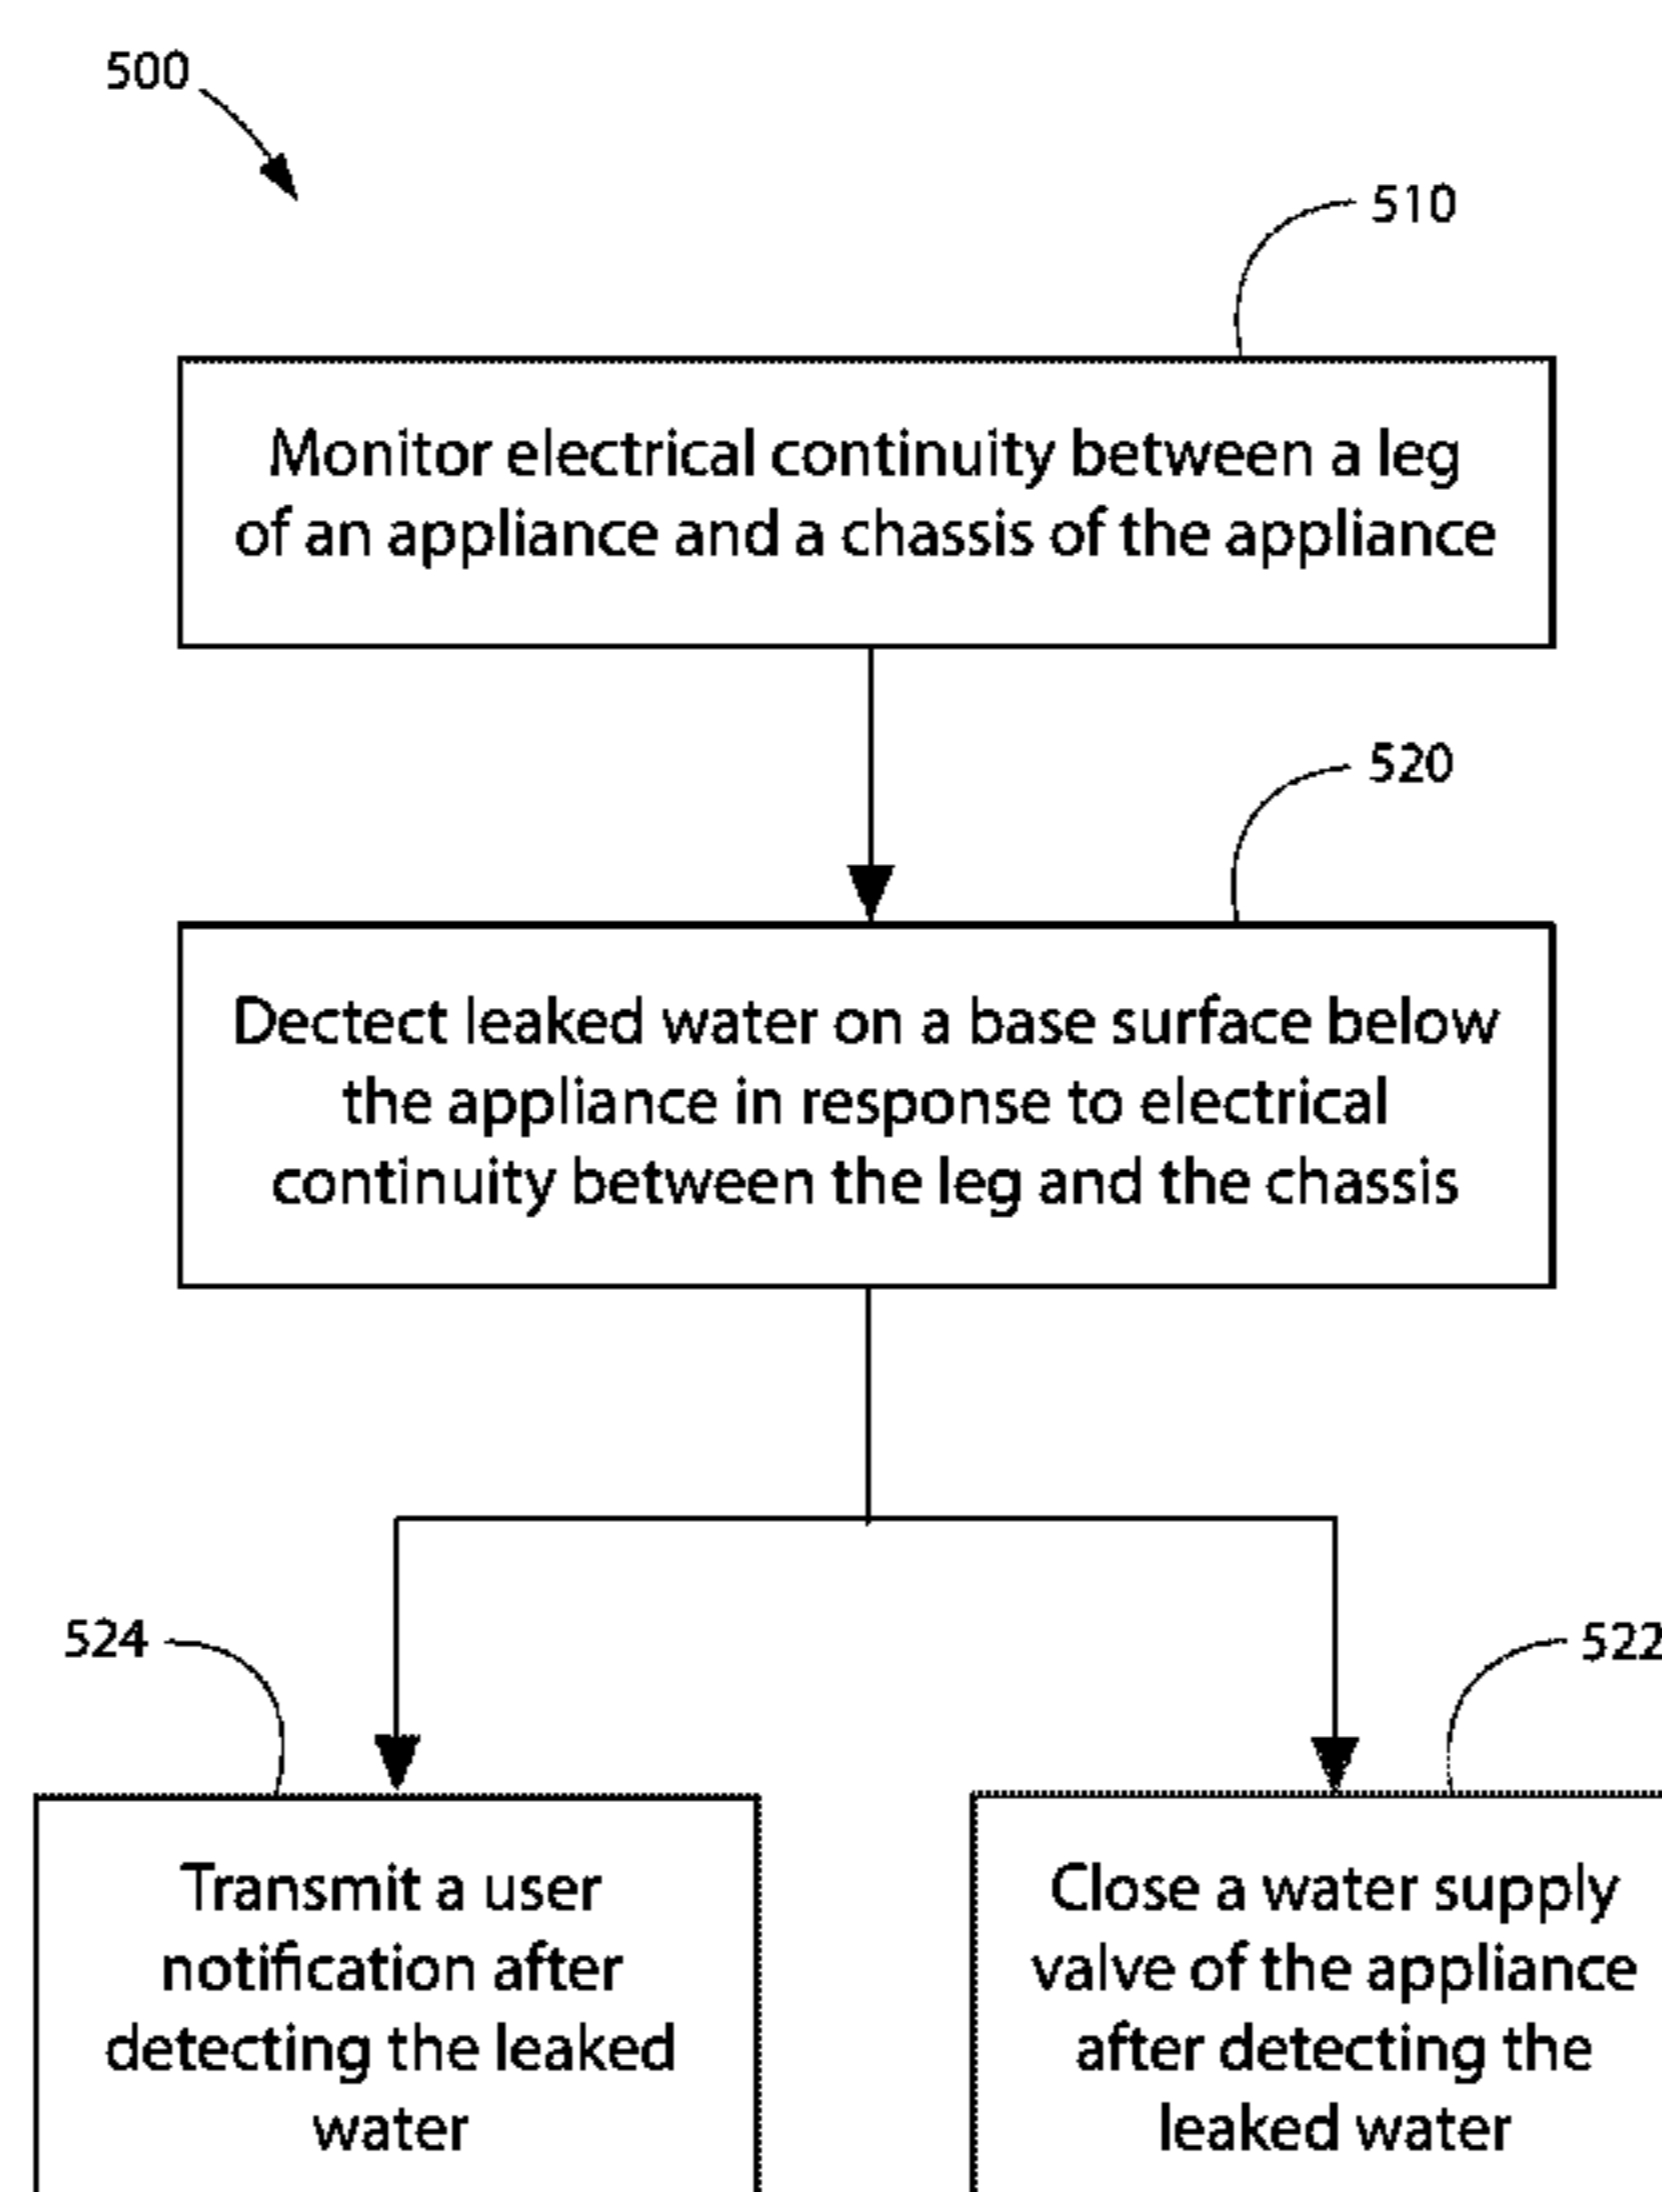 500
510
Monitor electrical continuity between a leg
of an appliance and a chassis of the appliance
520
Dectect leaked water on a base surface below
the appliance in response to electrical
continuity between the leg and the chassis
524
522
Transmit a user
notification after
detecting the leaked
water
Close a water supply
valve of the appliance
after detecting the
leaked water